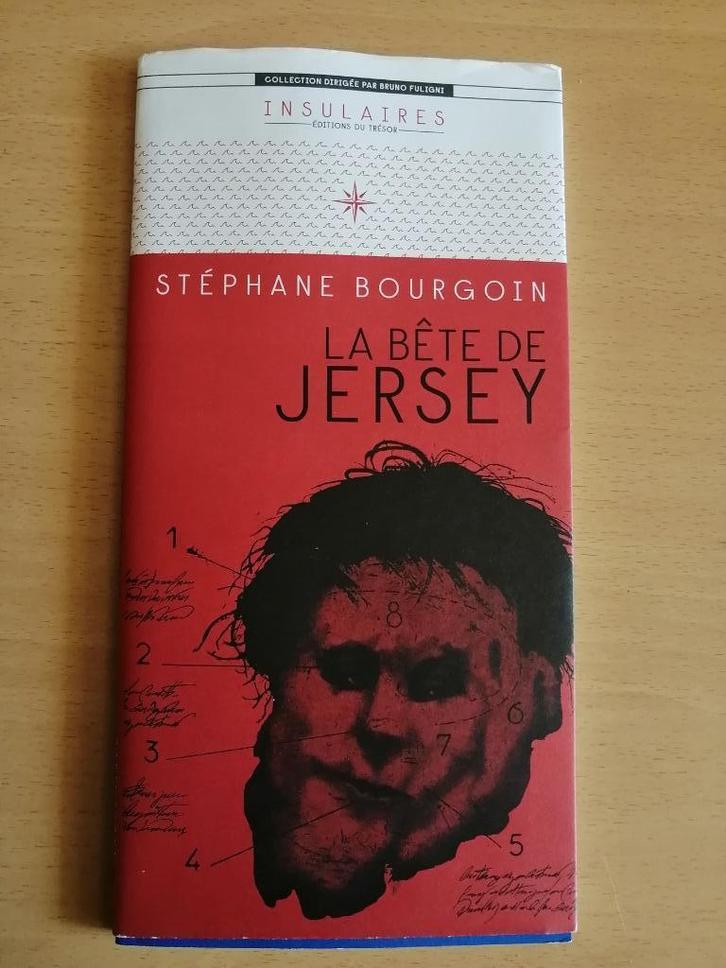 COLLECTION DIRIGÉE PAR BRUNO FULIGNI
INSULAIRES
ÉDITIONS DU TRÉSOR
STÉPHANE BOURGOIN
LA BÊTE DE
JERSEY
1
8
2
6
7
3
5
4